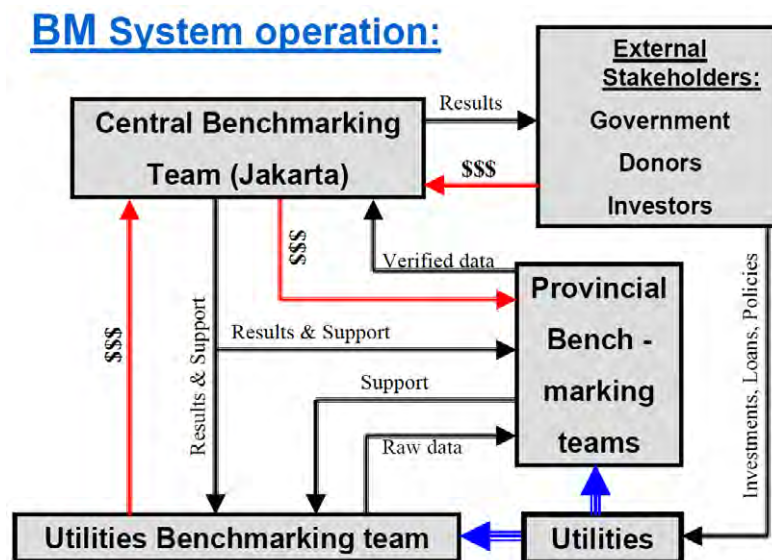 BM System operation:
External
Stakeholders:
Government
Donors
Investors
Central Benchmarking
Team (Jakarta)
Results
$$$
Verified data
$$$
Provincial
Bench -
marking
teams
Results & Support
Support
Raw data
$$$
Results & Support
Investments, Loans, Policies
Utilities Benchmarking team
Utilities